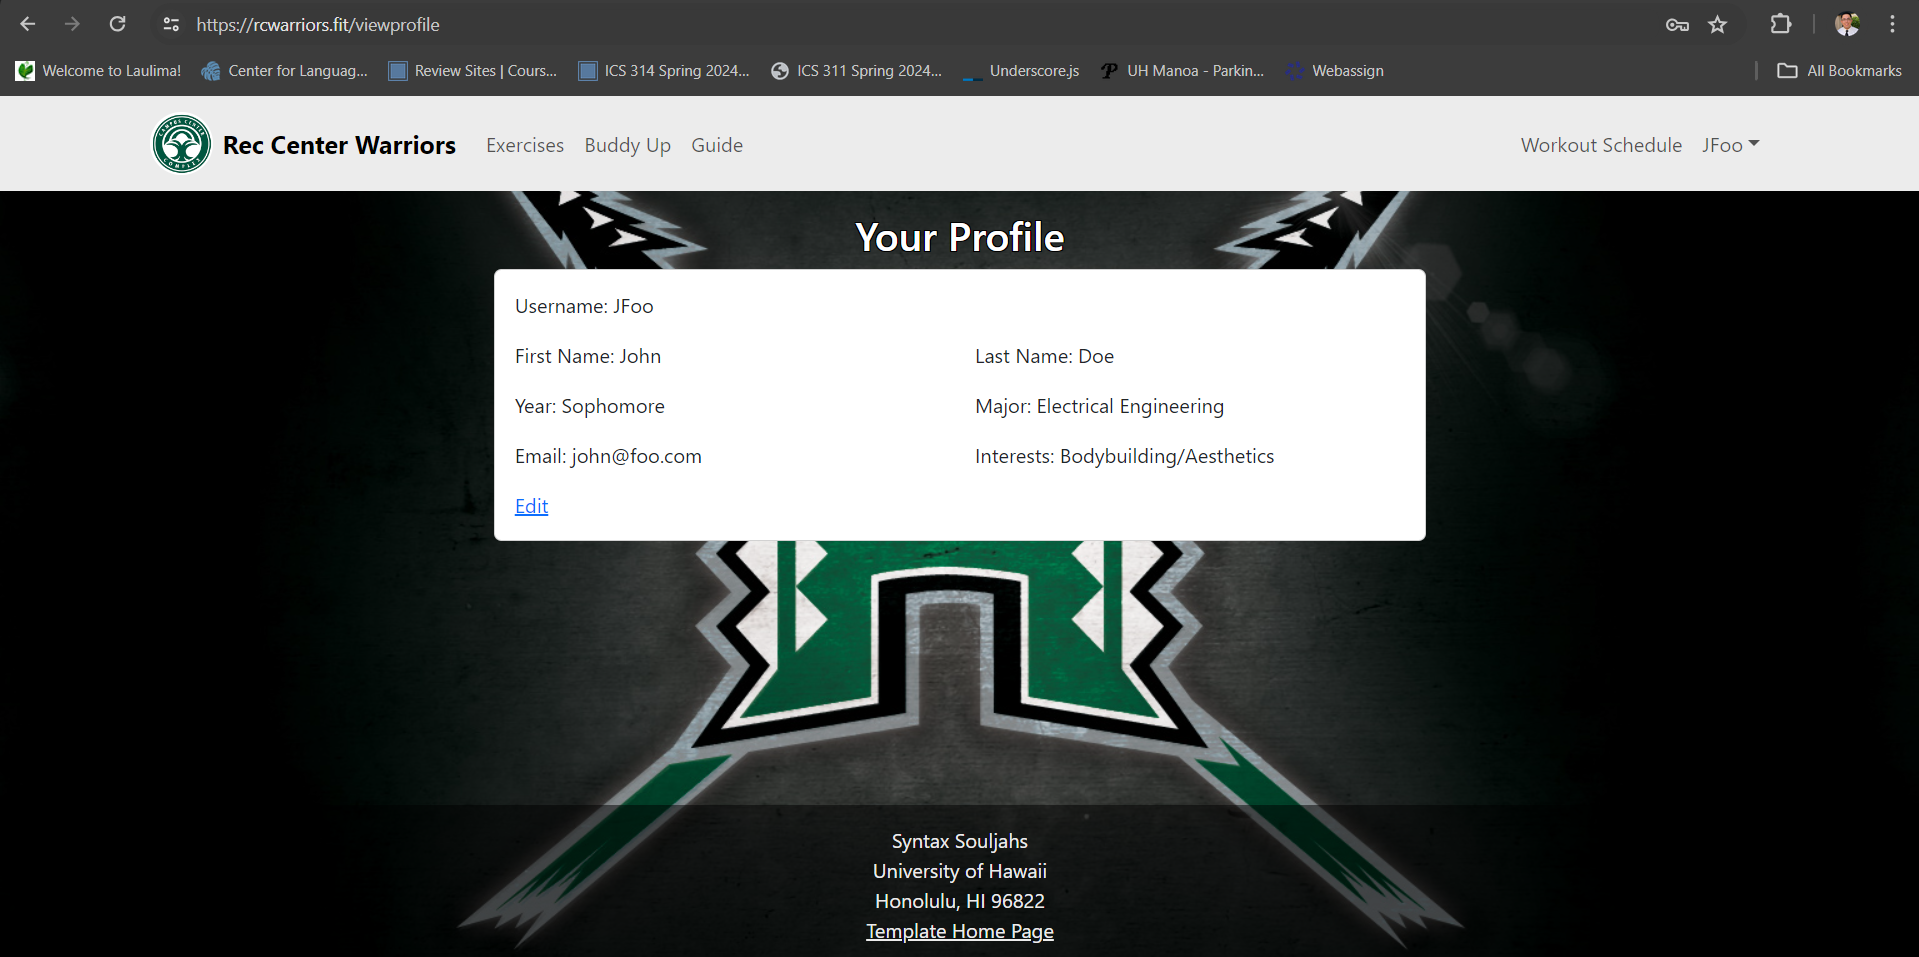 https://rcwarriors.fit/viewprofile
Welcome to Laulima! Center for Languag... Review Sites | Cours... ICS 314 Spring 2024... ICS 311 Spring 2024... Underscore.js UH Manoa - Parkin... Webassign All Bookmarks
CAMPUS CENTER
COMPLEX
Rec Center Warriors Exercises Buddy Up Guide Workout Schedule JFoo
Your Profile
Username: JFoo
First Name: John Last Name: Doe
Year: Sophomore Major: Electrical Engineering
Email: john@foo.com Interests: Bodybuilding/Aesthetics
Edit
Syntax Souljahs
University of Hawaii
Honolulu, HI 96822
Template Home Page